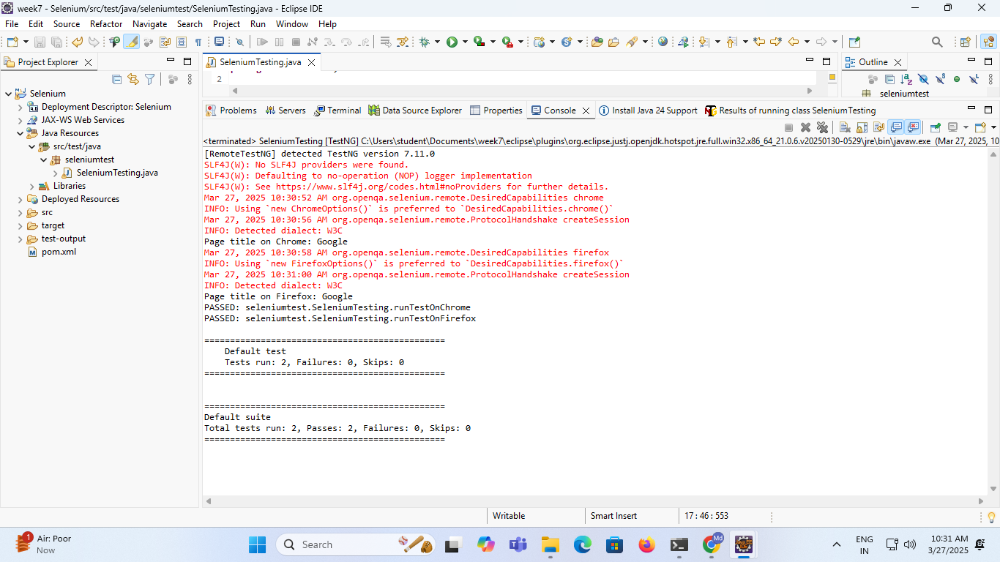 week7 - Selenium/src/test/java/seleniumtest/SeleniumTesting.java - Eclipse IDE
File Edit Source Refactor Navigate Search Project Run Window Help
Project Explorer
Selenium
Deployment Descriptor: Selenium
JAX-WS Web Services
Java Resources
src/test/java
seleniumtest
SeleniumTesting.java
Libraries
Deployed Resources
src
target
test-output
pom.xml
SeleniumTesting.java
2
Outline
seleniumtest
Problems Servers Terminal Data Source Explorer Properties Console Install Java 24 Support Results of running class SeleniumTesting
<terminated> SeleniumTesting [TestNG] C:\Users\student\Documents\week7\eclipse\plugins\org.eclipse.justj.openjdk.hotspot.jre.full.win32.x86_64_21.0.6.v20250130-0529\jre\bin\javaw.exe (Mar 27, 2025, 10
[RemoteTestNG] detected TestNG version 7.11.0
SLF4J(W): No SLF4J providers were found.
SLF4J(W): Defaulting to no-operation (NOP) logger implementation
SLF4J(W): See https://www.slf4j.org/codes.html#noProviders for further details.
Mar 27, 2025 10:30:52 AM org.openqa.selenium.remote.DesiredCapabilities chrome
INFO: Using `new ChromeOptions()` is preferred to `DesiredCapabilities.chrome()`
Mar 27, 2025 10:30:56 AM org.openqa.selenium.remote.ProtocolHandshake createSession
INFO: Detected dialect: W3C
Page title on Chrome: Google
Mar 27, 2025 10:30:58 AM org.openqa.selenium.remote.DesiredCapabilities firefox
INFO: Using `new FirefoxOptions()` is preferred to `DesiredCapabilities.firefox()`
Mar 27, 2025 10:31:00 AM org.openqa.selenium.remote.ProtocolHandshake createSession
INFO: Detected dialect: W3C
Page title on Firefox: Google
PASSED: seleniumtest.SeleniumTesting.runTestOnChrome
PASSED: seleniumtest.SeleniumTesting.runTestOnFirefox
===============================================
Default test
Tests run: 2, Failures: 0, Skips: 0
===============================================
===============================================
Default suite
Total tests run: 2, Passes: 2, Failures: 0, Skips: 0
===============================================
Writable Smart Insert 17 : 46 : 553
1
Air: Poor
Now
Search
Md
ENG
IN
10:31 AM
3/27/2025